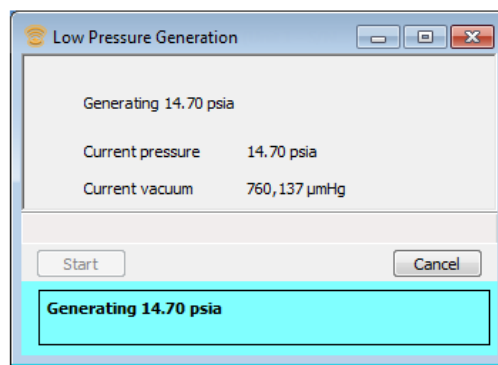 Low Pressure Generation
Generating 14.70 psia
Current pressure 14.70 psia
Current vacuum 760,137 µmHg
Start Cancel
Generating 14.70 psia